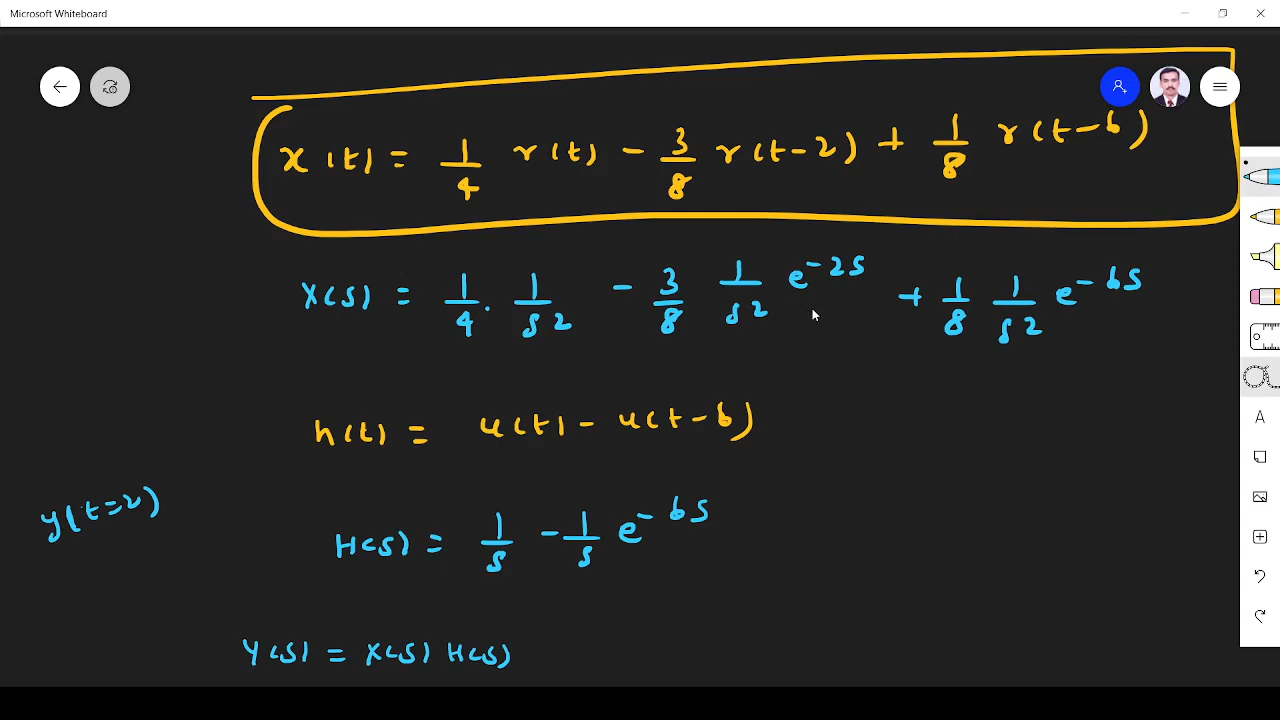 Microsoft Whiteboard
x(t) = 1/4 r(t) - 3/8 r(t-2) + 1/8 r(t-6)
X(s) = 1/4 . 1/s2 - 3/8 1/s2 e^-2s + 1/8 1/s2 e^-6s
h(t) = u(t) - u(t-6)
y(t=2)
H(s) = 1/s - 1/s e^-6s
Y(s) = X(s) H(s)
A